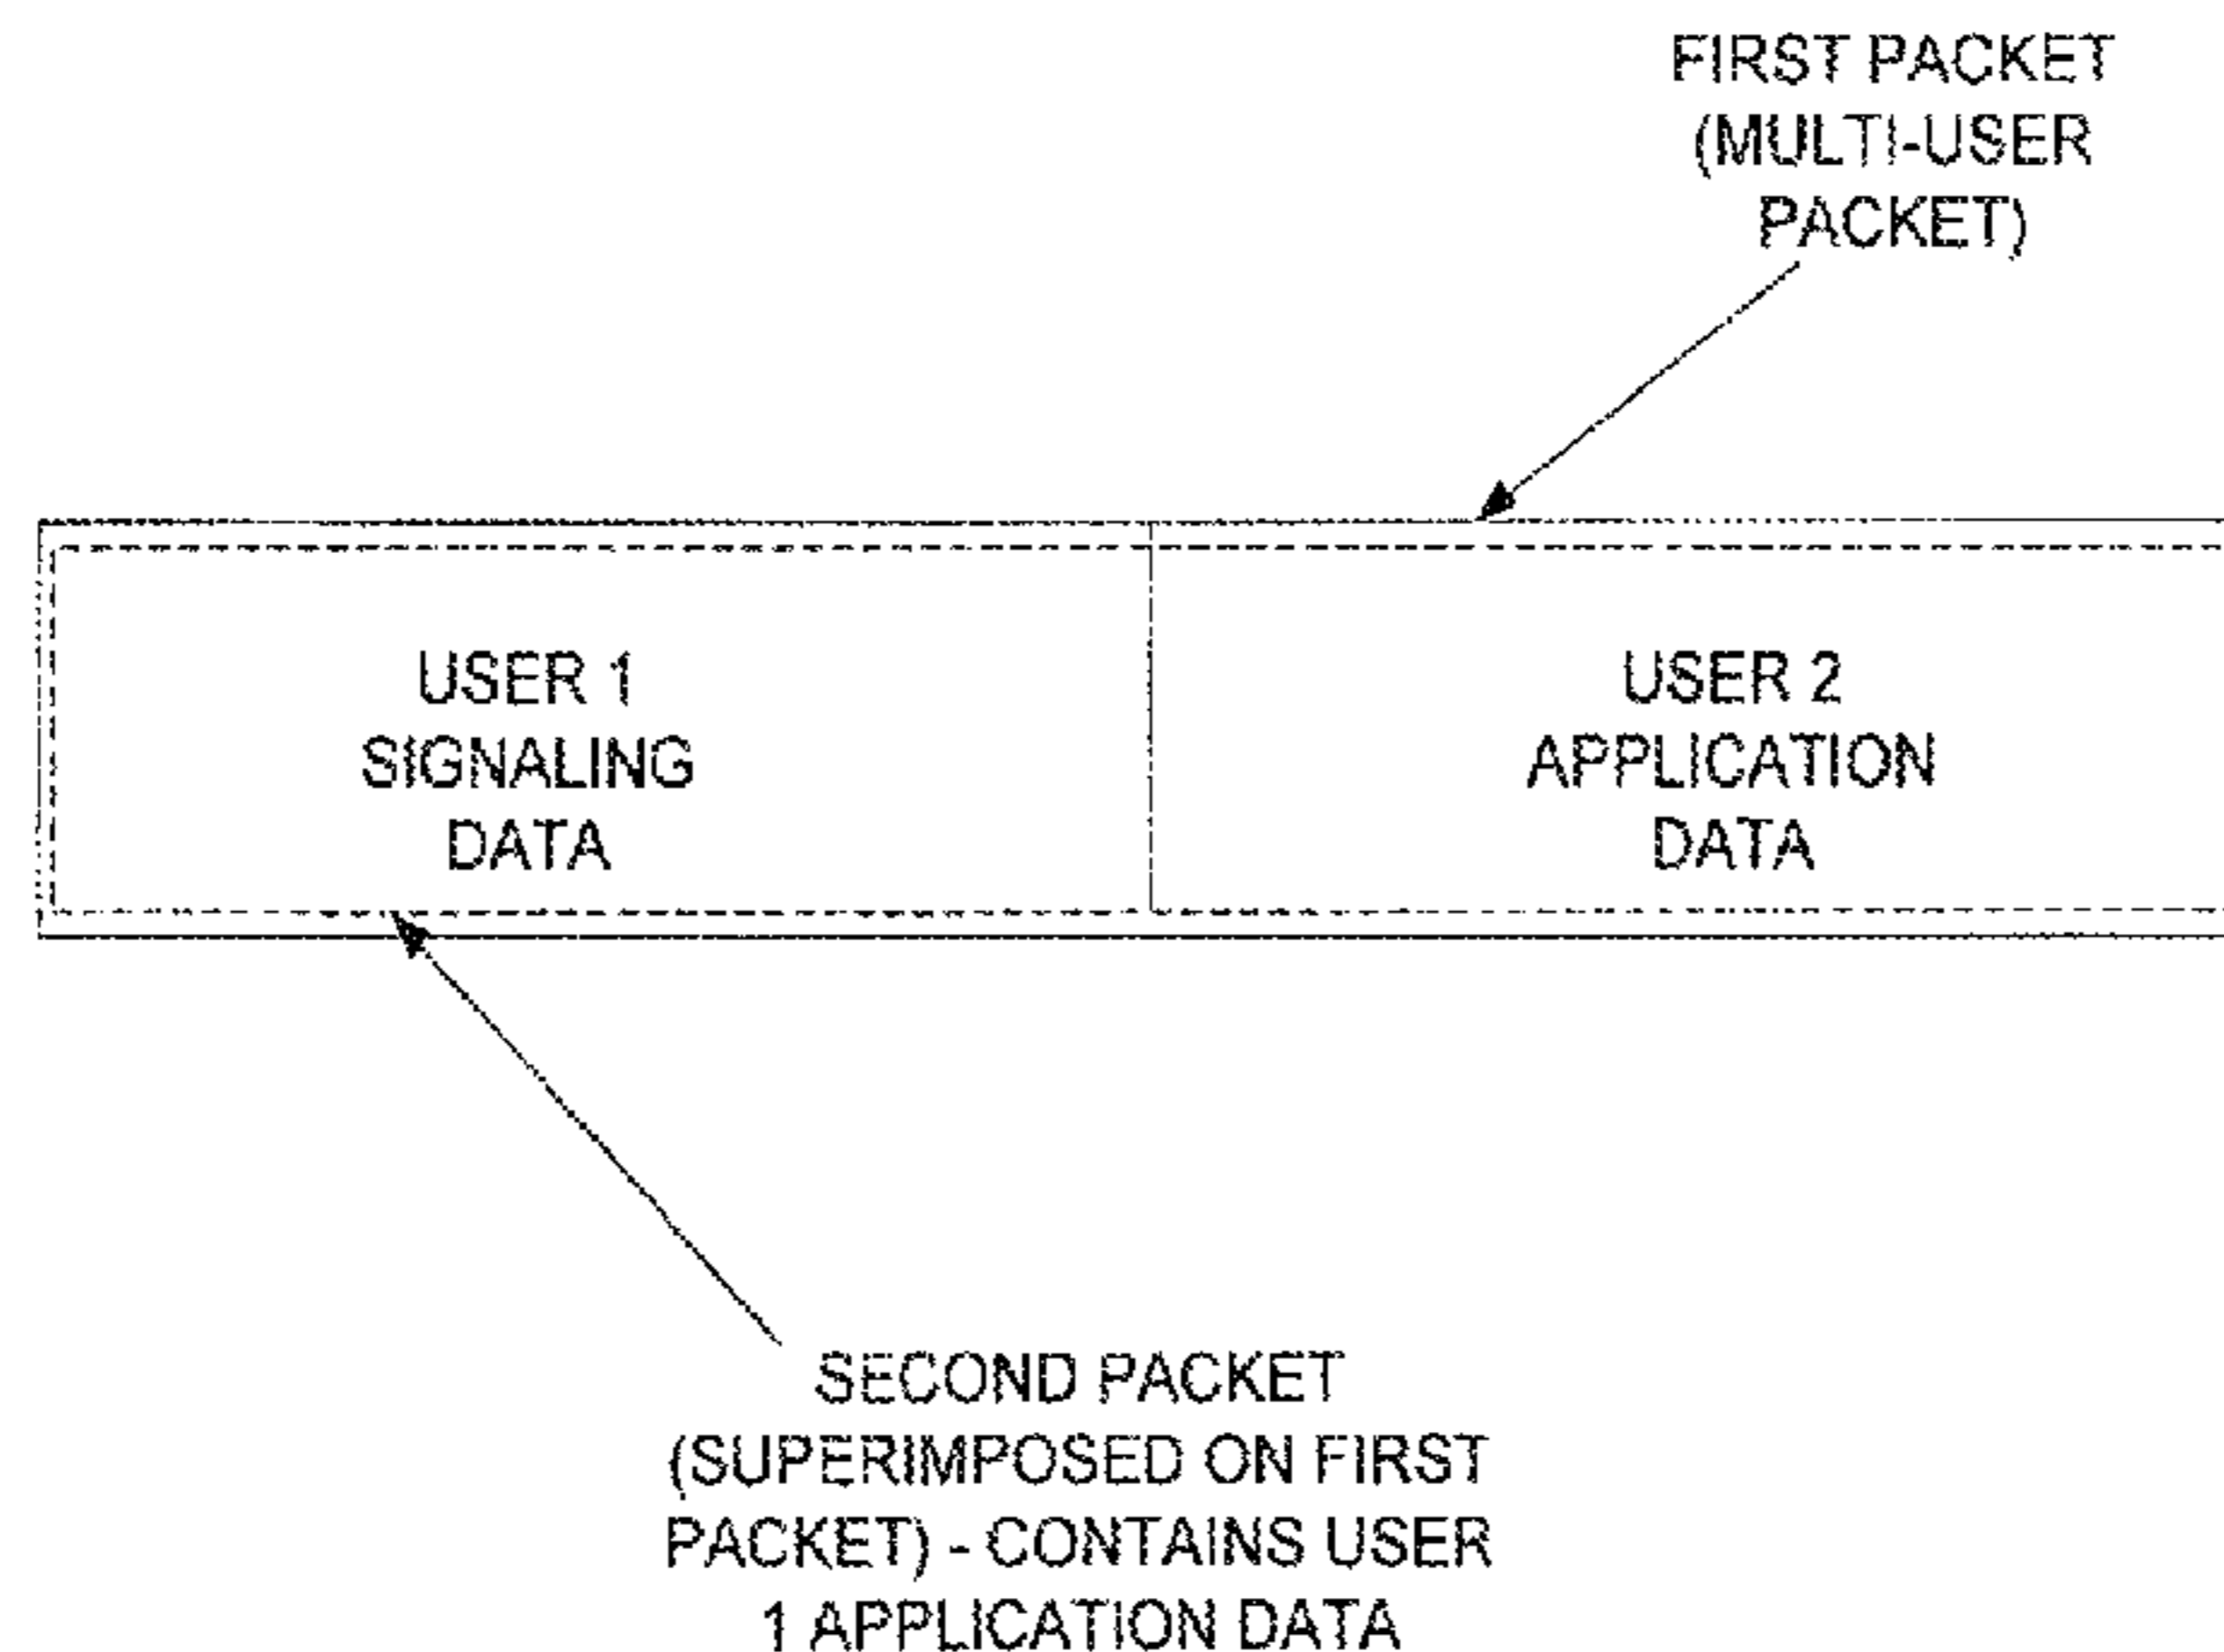 FIRST PACKET
(MULTI-USER
PACKET)
USER 1
SIGNALING
DATA
USER 2
APPLICATION
DATA
SECOND PACKET
(SUPERIMPOSED ON FIRST
PACKET) - CONTAINS USER
1 APPLICATION DATA